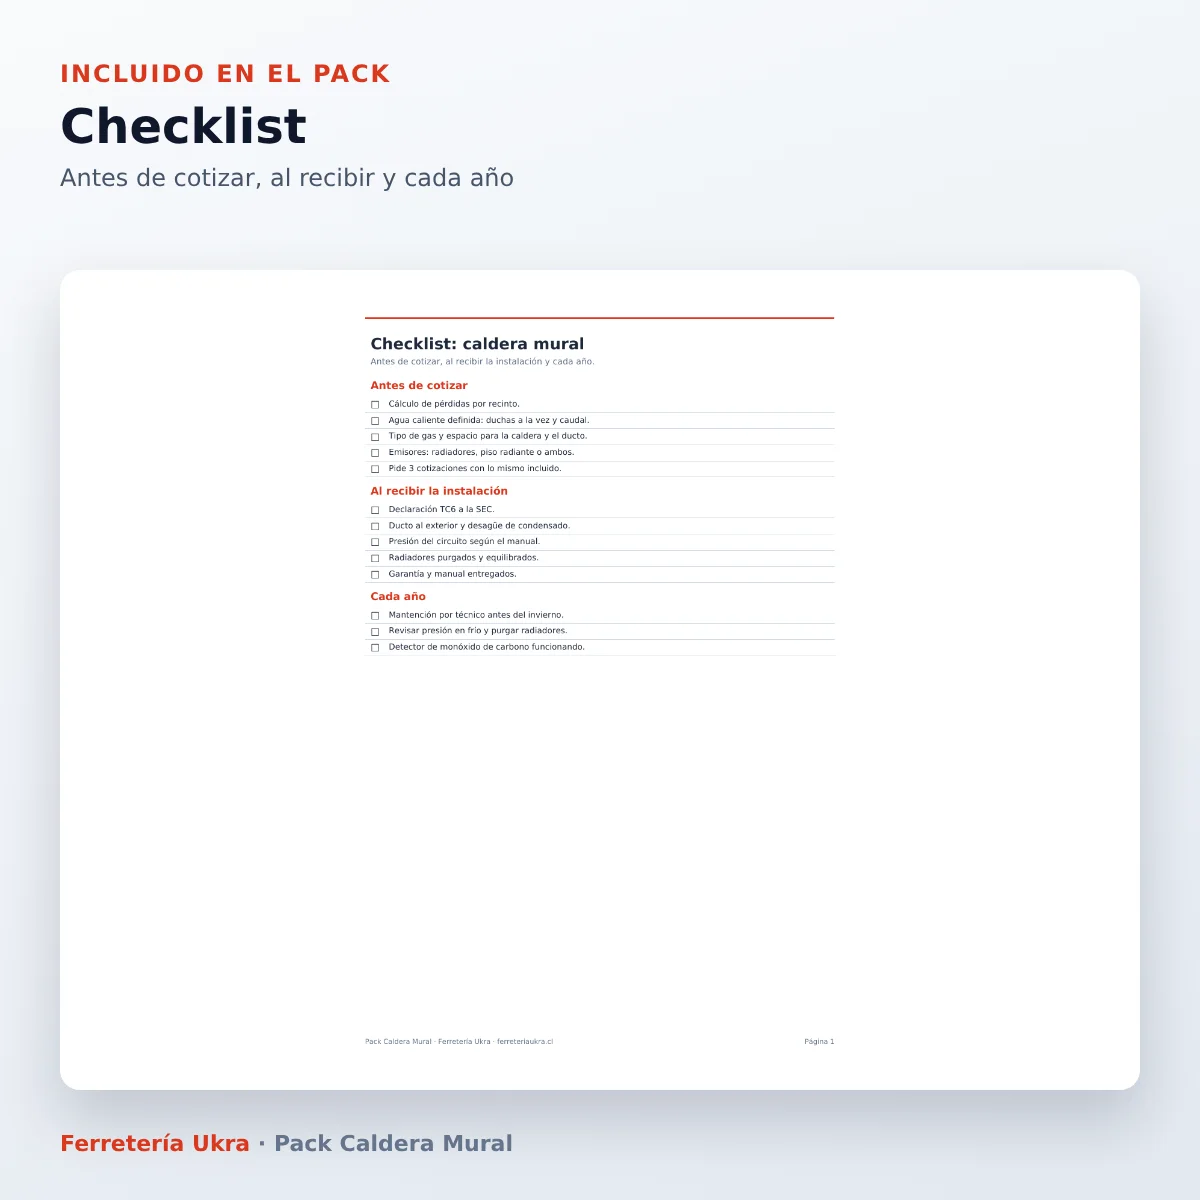 INCLUIDO EN EL PACK
Checklist
Antes de cotizar, al recibir y cada año
Checklist: caldera mural
Antes de cotizar, al recibir la instalación y cada año.
Antes de cotizar
Cálculo de pérdidas por recinto.
Agua caliente definida: duchas a la vez y caudal.
Tipo de gas y espacio para la caldera y el ducto.
Emisores: radiadores, piso radiante o ambos.
Pide 3 cotizaciones con lo mismo incluido.
Al recibir la instalación
Declaración TC6 a la SEC.
Ducto al exterior y desagüe de condensado.
Presión del circuito según el manual.
Radiadores purgados y equilibrados.
Garantía y manual entregados.
Cada año
Mantención por técnico antes del invierno.
Revisar presión en frío y purgar radiadores.
Detector de monóxido de carbono funcionando.
Pack Caldera Mural · Ferretería Ukra · ferreteriaukra.cl Página 1
Ferretería Ukra · Pack Caldera Mural